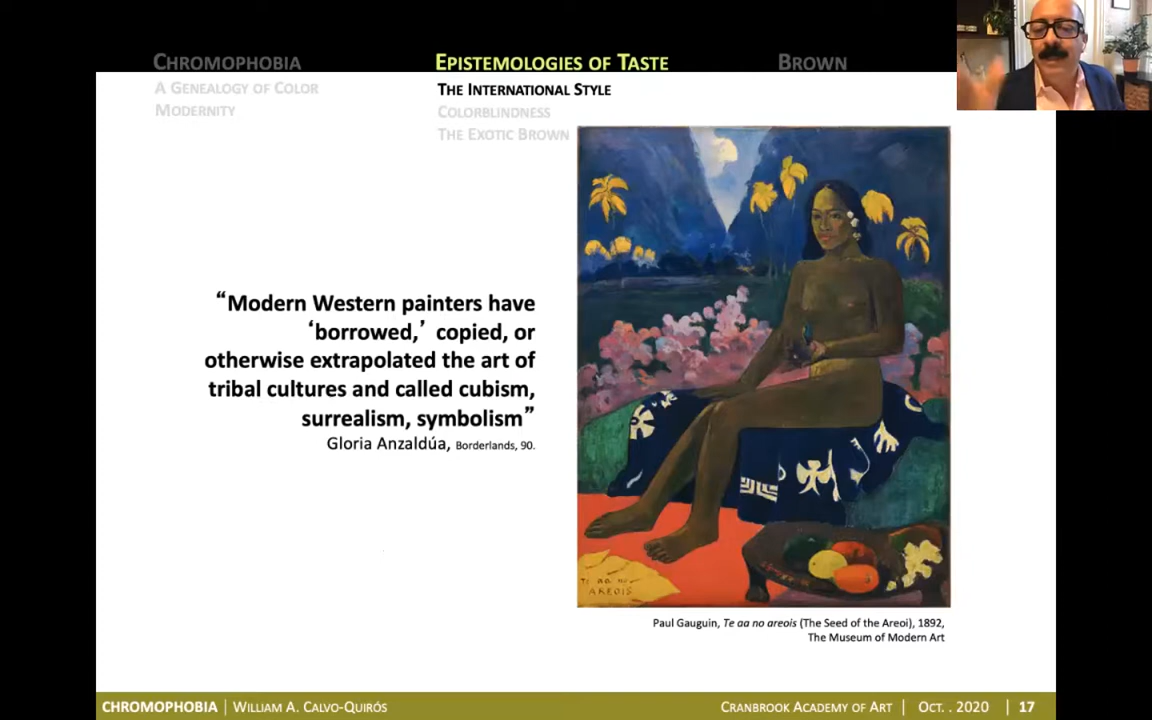 CHROMOPHOBIA
A GENEALOGY OF COLOR
MODERNITY
EPISTEMOLOGIES OF TASTE
THE INTERNATIONAL STYLE
COLORBLINDNESS
THE EXOTIC BROWN
BROWN
“Modern Western painters have
‘borrowed,’ copied, or
otherwise extrapolated the art of
tribal cultures and called cubism,
surrealism, symbolism”
Gloria Anzaldúa, Borderlands, 90.
TE AA NO
AREOIS
Paul Gauguin, Te aa no areois (The Seed of the Areoi), 1892,
The Museum of Modern Art
CHROMOPHOBIA | WILLIAM A. CALVO-QUIRÓS
CRANBROOK ACADEMY OF ART | OCT. . 2020 | 17